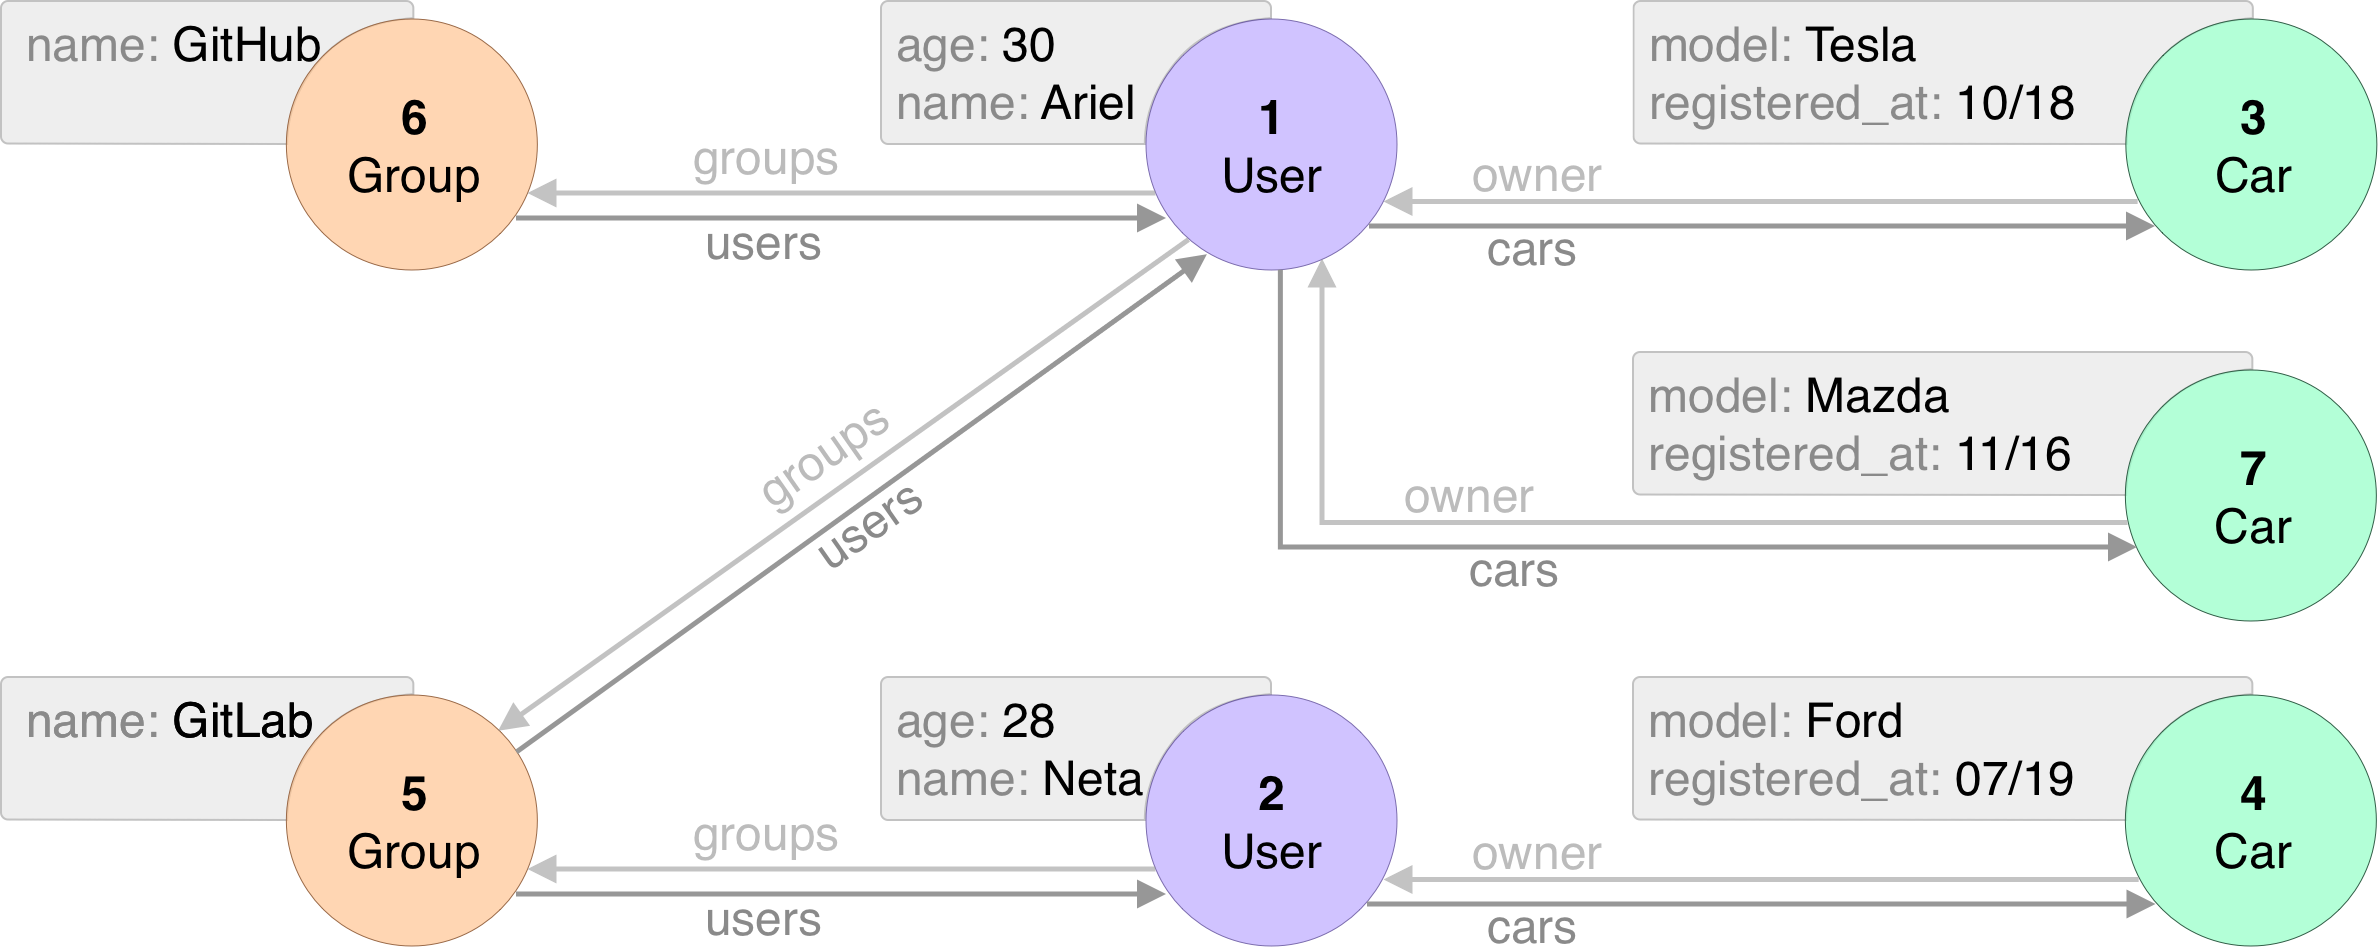 name: GitHub
6
Group
age: 30
name: Ariel
1
User
model: Tesla
registered_at: 10/18
3
Car
groups
users
owner
cars
model: Mazda
registered_at: 11/16
7
Car
groups
users
owner
cars
name: GitLab
5
Group
age: 28
name: Neta
2
User
model: Ford
registered_at: 07/19
4
Car
groups
users
owner
cars